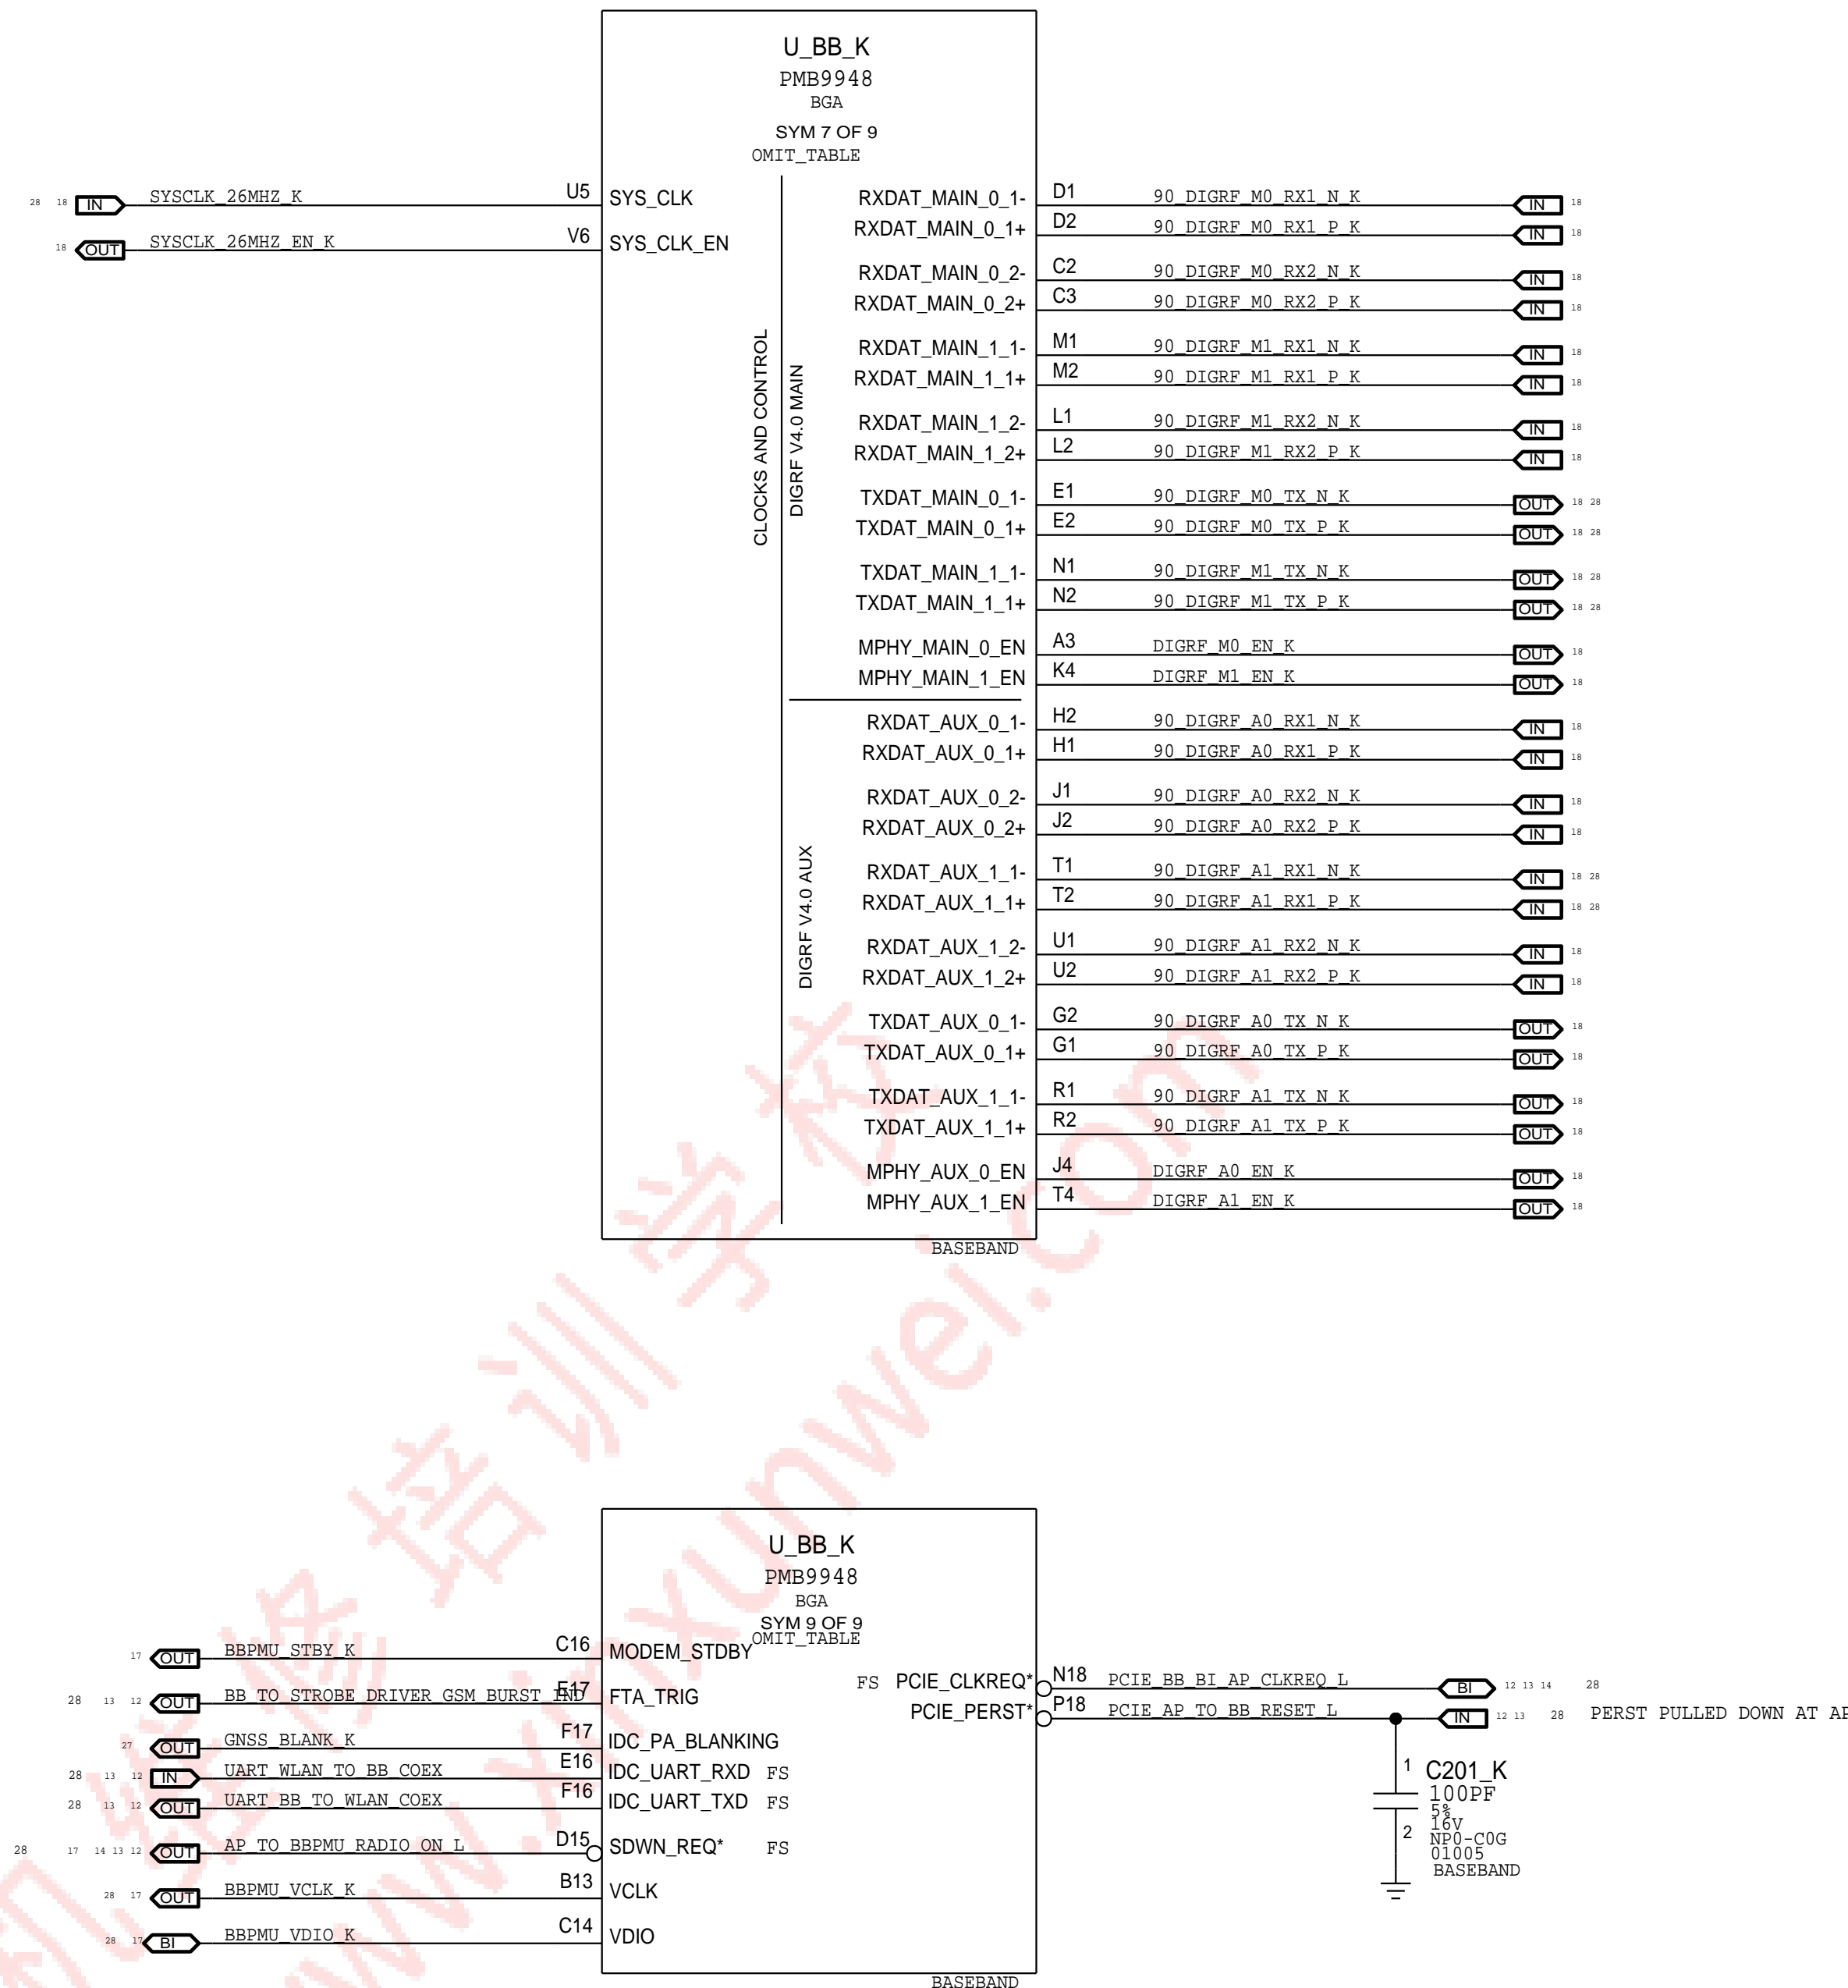 U_BB_K
PMB9948
BGA
SYM 7 OF 9
OMIT_TABLE
28 18 IN SYSCLK_26MHZ_K U5 SYS_CLK
18 OUT SYSCLK_26MHZ_EN_K V6 SYS_CLK_EN
CLOCKS AND CONTROL
DIGRF V4.0 MAIN
RXDAT_MAIN_0_1- D1 90_DIGRF_M0_RX1_N_K IN 18
RXDAT_MAIN_0_1+ D2 90_DIGRF_M0_RX1_P_K IN 18
RXDAT_MAIN_0_2- C2 90_DIGRF_M0_RX2_N_K IN 18
RXDAT_MAIN_0_2+ C3 90_DIGRF_M0_RX2_P_K IN 18
RXDAT_MAIN_1_1- M1 90_DIGRF_M1_RX1_N_K IN 18
RXDAT_MAIN_1_1+ M2 90_DIGRF_M1_RX1_P_K IN 18
RXDAT_MAIN_1_2- L1 90_DIGRF_M1_RX2_N_K IN 18
RXDAT_MAIN_1_2+ L2 90_DIGRF_M1_RX2_P_K IN 18
TXDAT_MAIN_0_1- E1 90_DIGRF_M0_TX_N_K OUT 18 28
TXDAT_MAIN_0_1+ E2 90_DIGRF_M0_TX_P_K OUT 18 28
TXDAT_MAIN_1_1- N1 90_DIGRF_M1_TX_N_K OUT 18 28
TXDAT_MAIN_1_1+ N2 90_DIGRF_M1_TX_P_K OUT 18 28
MPHY_MAIN_0_EN A3 DIGRF_M0_EN_K OUT 18
MPHY_MAIN_1_EN K4 DIGRF_M1_EN_K OUT 18
DIGRF V4.0 AUX
RXDAT_AUX_0_1- H2 90_DIGRF_A0_RX1_N_K IN 18
RXDAT_AUX_0_1+ H1 90_DIGRF_A0_RX1_P_K IN 18
RXDAT_AUX_0_2- J1 90_DIGRF_A0_RX2_N_K IN 18
RXDAT_AUX_0_2+ J2 90_DIGRF_A0_RX2_P_K IN 18
RXDAT_AUX_1_1- T1 90_DIGRF_A1_RX1_N_K IN 18 28
RXDAT_AUX_1_1+ T2 90_DIGRF_A1_RX1_P_K IN 18 28
RXDAT_AUX_1_2- U1 90_DIGRF_A1_RX2_N_K IN 18
RXDAT_AUX_1_2+ U2 90_DIGRF_A1_RX2_P_K IN 18
TXDAT_AUX_0_1- G2 90_DIGRF_A0_TX_N_K OUT 18
TXDAT_AUX_0_1+ G1 90_DIGRF_A0_TX_P_K OUT 18
TXDAT_AUX_1_1- R1 90_DIGRF_A1_TX_N_K OUT 18
TXDAT_AUX_1_1+ R2 90_DIGRF_A1_TX_P_K OUT 18
MPHY_AUX_0_EN J4 DIGRF_A0_EN_K OUT 18
MPHY_AUX_1_EN T4 DIGRF_A1_EN_K OUT 18
BASEBAND
U_BB_K
PMB9948
BGA
SYM 9 OF 9
OMIT_TABLE
17 OUT BBPMU_STBY_K C16 MODEM_STDBY
28 13 12 OUT BB_TO_STROBE_DRIVER_GSM_BURST_IND E17 FTA_TRIG
27 OUT GNSS_BLANK_K F17 IDC_PA_BLANKING
28 13 12 IN UART_WLAN_TO_BB_COEX E16 IDC_UART_RXD FS
28 13 12 OUT UART_BB_TO_WLAN_COEX F16 IDC_UART_TXD FS
28 17 14 13 12 OUT AP_TO_BBPMU_RADIO_ON_L D15 SDWN_REQ* FS
28 17 OUT BBPMU_VCLK_K B13 VCLK
28 17 BI BBPMU_VDIO_K C14 VDIO
FS PCIE_CLKREQ* N18 PCIE_BB_BI_AP_CLKREQ_L BI 12 13 14 28
PCIE_PERST* P18 PCIE_AP_TO_BB_RESET_L IN 12 13 28 PERST PULLED DOWN AT AP
1 C201_K
100PF
5%
16V
2 NP0-C0G
01005
BASEBAND
BASEBAND
机维修培训学校
www.xinxunwei.com